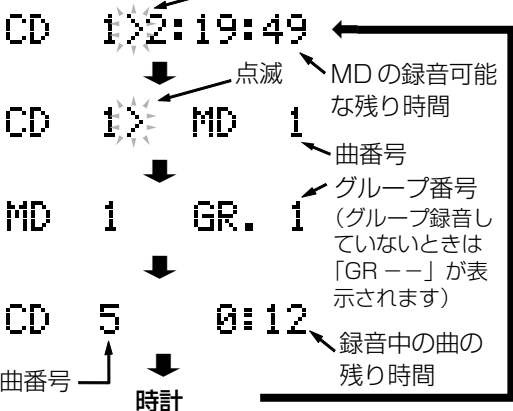 CD 1>2:19:49
MDの録音可能
な残り時間
点滅
CD 1> MD 1
曲番号
MD 1 GR. 1
グループ番号
(グループ録音し
ていないときは
「GR −−」が表
示されます)
CD 5 0:12
録音中の曲の
残り時間
曲番号
時計